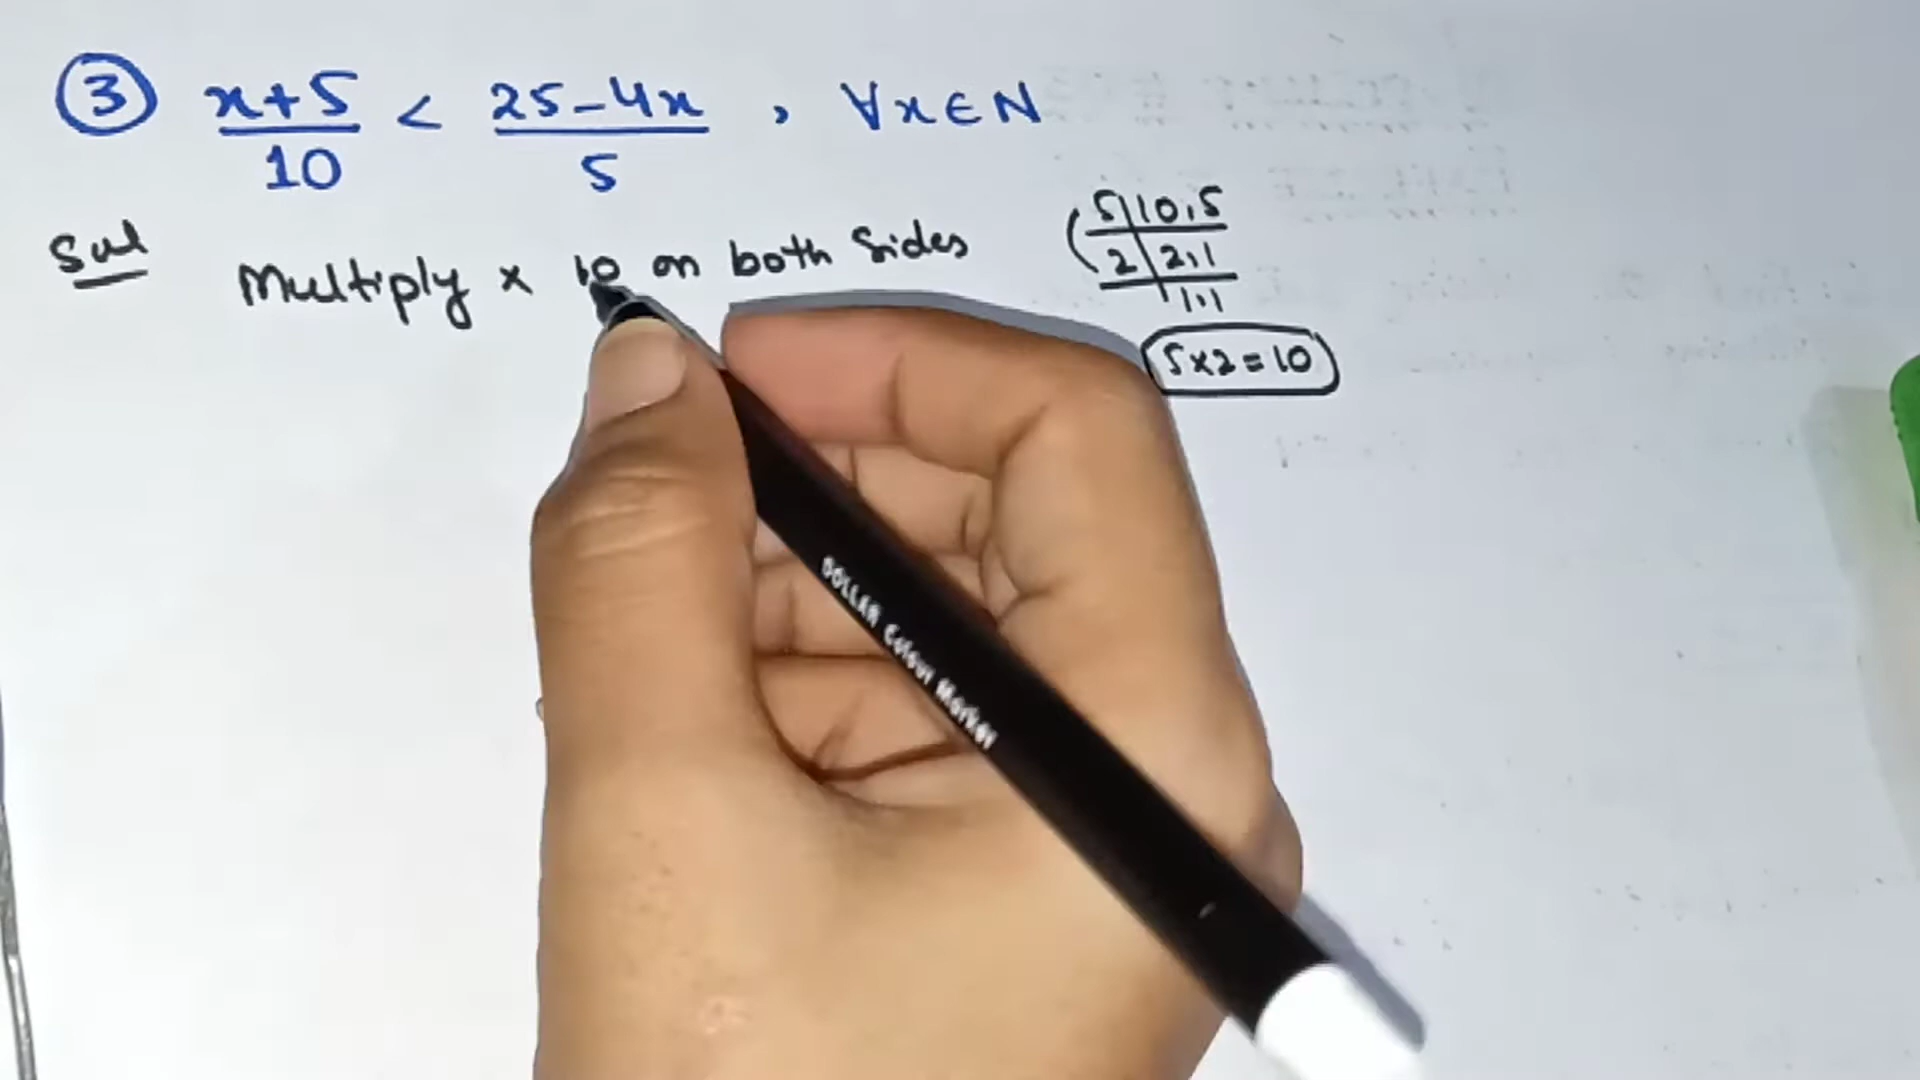 ③ x+5/10 < 25-4x/5 , ∀x∈N
Sol
Multiply × 10 on both Sides
5|10,5
2|2,1
1,1
5×2=10
DOLLAR Colour Marker